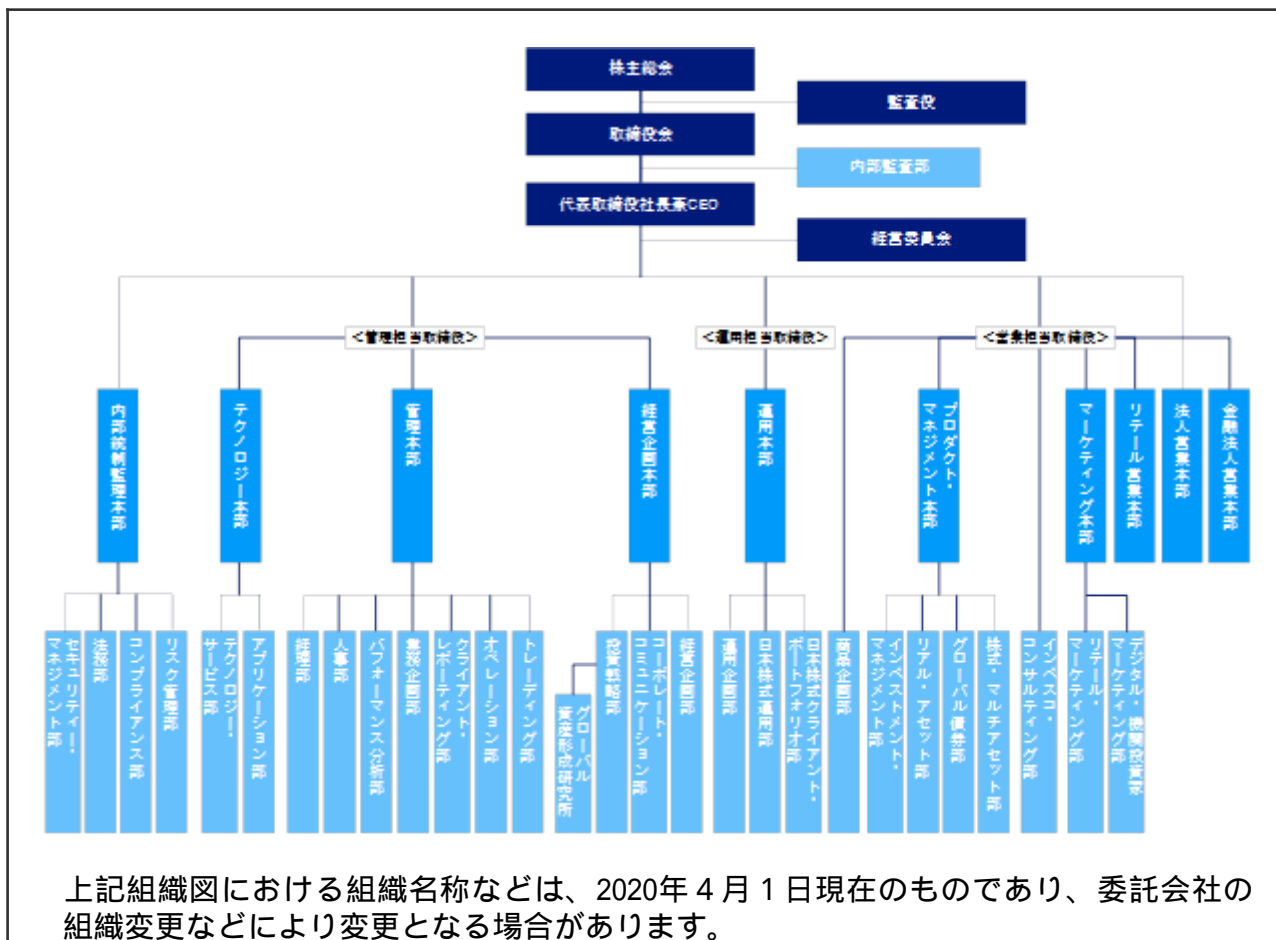 株主総会
監査役
取締役会
内部監査部
代表取締役社長兼CEO
経営委員会
＜管理担当取締役＞
＜運用担当取締役＞
＜営業担当取締役＞
内部統制監理本部
テクノロジー本部
管理本部
経営企画本部
運用本部
プロダクト・
マネジメント本部
マーケティング本部
リテール営業本部
法人営業本部
金融法人営業本部
セキュリティー・
マネジメント部
法務部
コンプライアンス部
リスク管理部
テクノロジー・
サービス部
アプリケーション部
経理部
人事部
パフォーマンス分析部
業務企画部
クライアント・
レポーティング部
オペレーション部
トレーディング部
グローバル
資産形成研究所
投資戦略部
コーポレート・
コミュニケーション部
経営企画部
運用企画部
日本株式運用部
日本株式クライアント・
ポートフォリオ部
商品企画部
インベストメント・
マネジメント部
リアル・アセット部
グローバル債券部
株式・マルチアセット部
インベスコ・
コンサルティング部
リテール・
マーケティング部
デジタル・機関投資家
マーケティング部
上記組織図における組織名称などは、2020年４月１日現在のものであり、委託会社の
組織変更などにより変更となる場合があります。